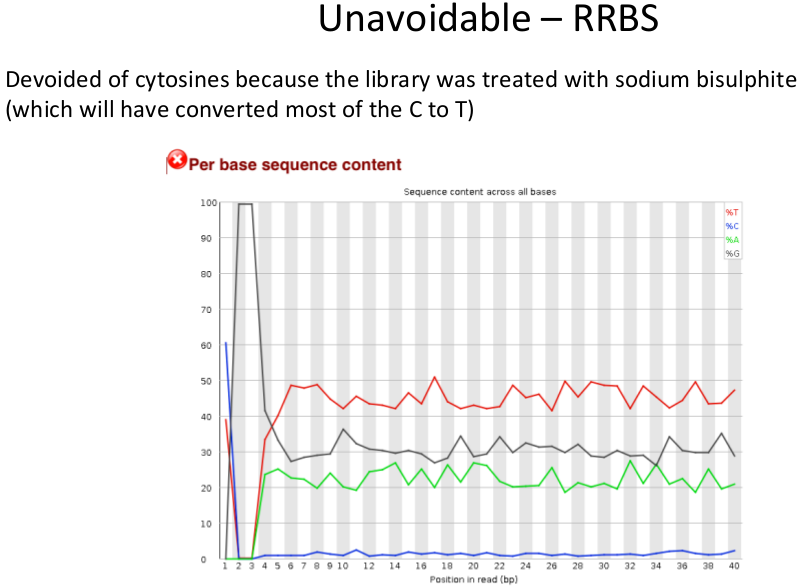 Unavoidable – RRBS
Devoided of cytosines because the library was treated with sodium bisulphite
(which will have converted most of the C to T)
Per base sequence content
Sequence content across all bases
%T
%C
%A
%G
100
90
80
70
60
50
40
30
20
10
0
1 2 3 4 5 6 7 8 9 10 12 14 16 18 20 22 24 26 28 30 32 34 36 38 40
Position in read (bp)